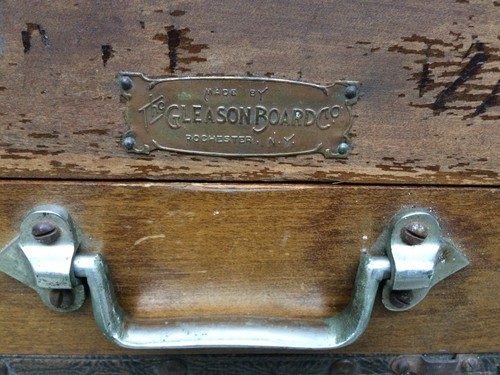 MADE BY
THE GLEASON BOARD CO
ROCHESTER, N.Y.